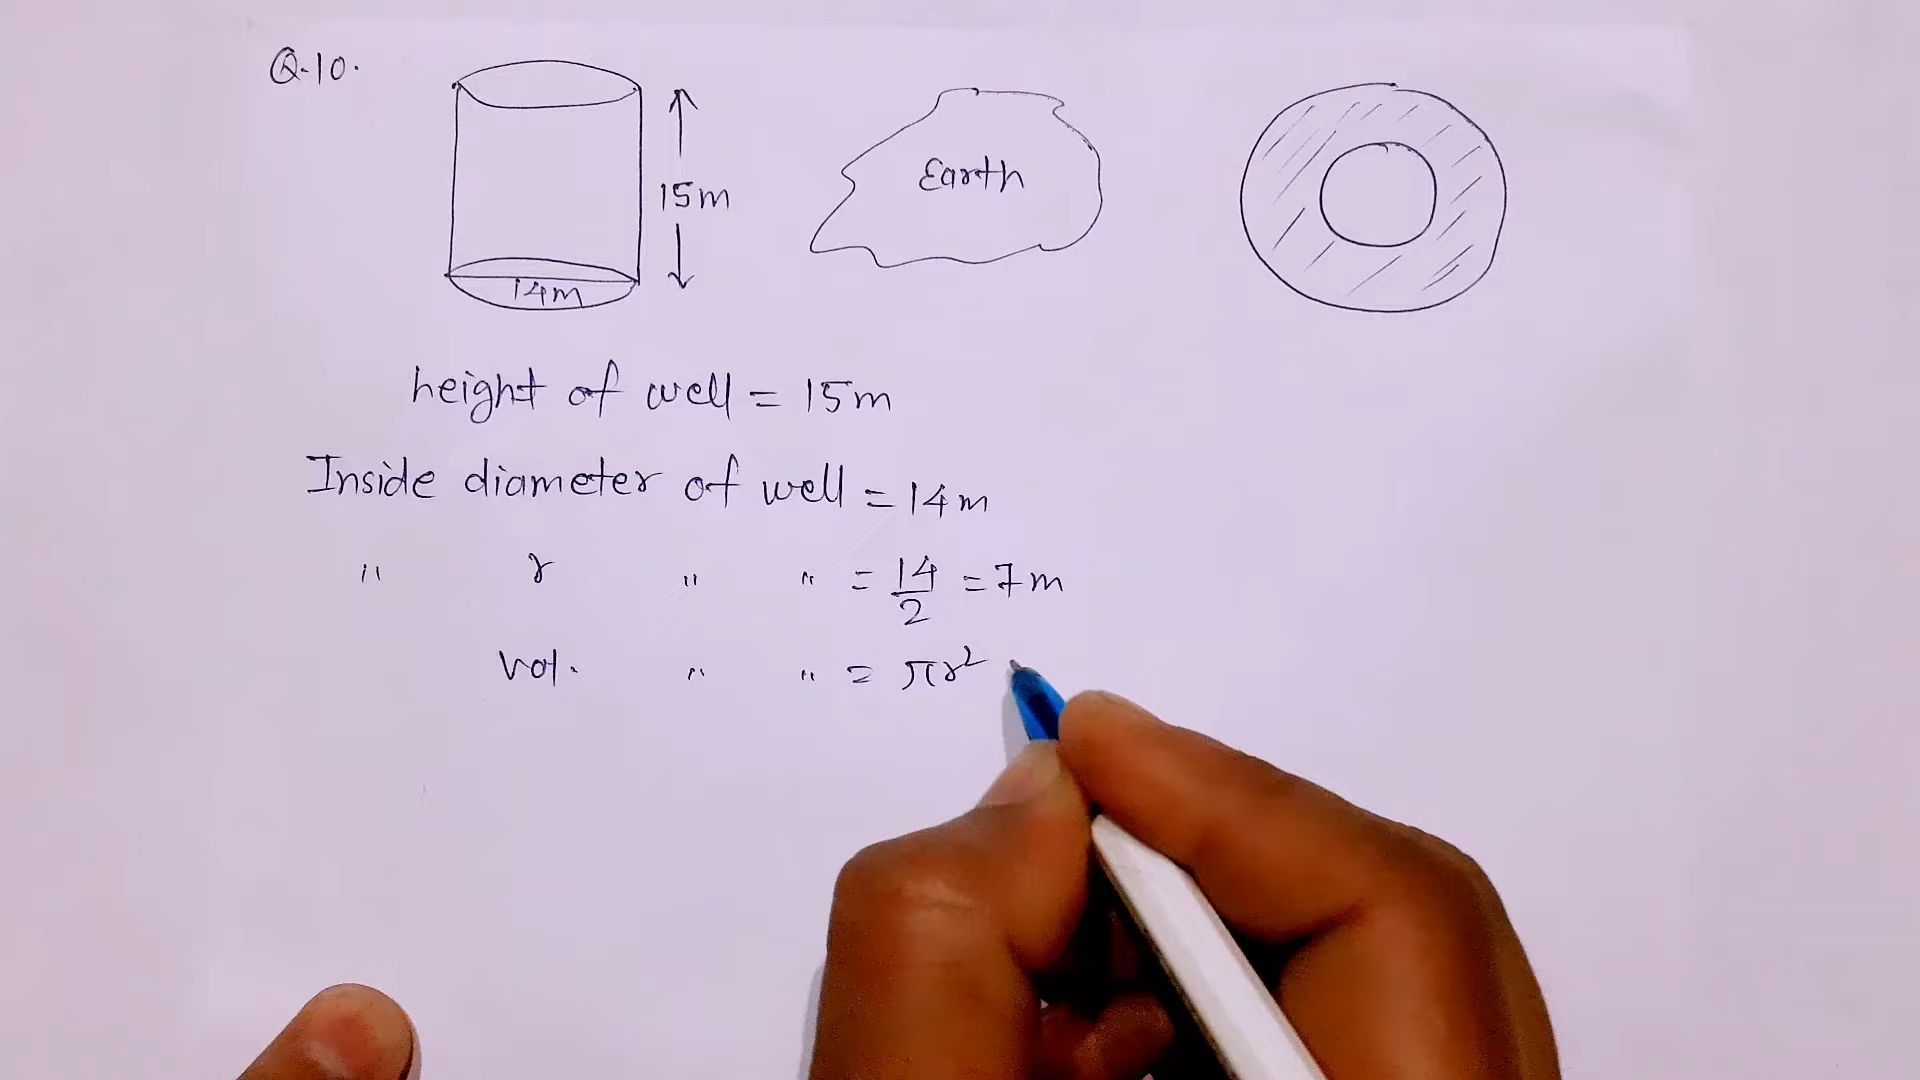 Q.10.
15m
14m
Earth
height of well = 15m
Inside diameter of well = 14m
" r " " = 14/2 = 7m
vol. " " = πr²